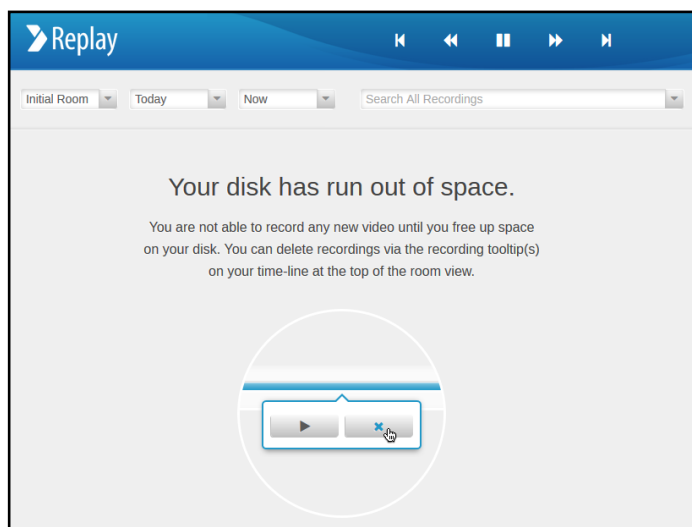 Replay
Initial Room Today Now Search All Recordings
Your disk has run out of space.
You are not able to record any new video until you free up space
on your disk. You can delete recordings via the recording tooltip(s)
on your time-line at the top of the room view.